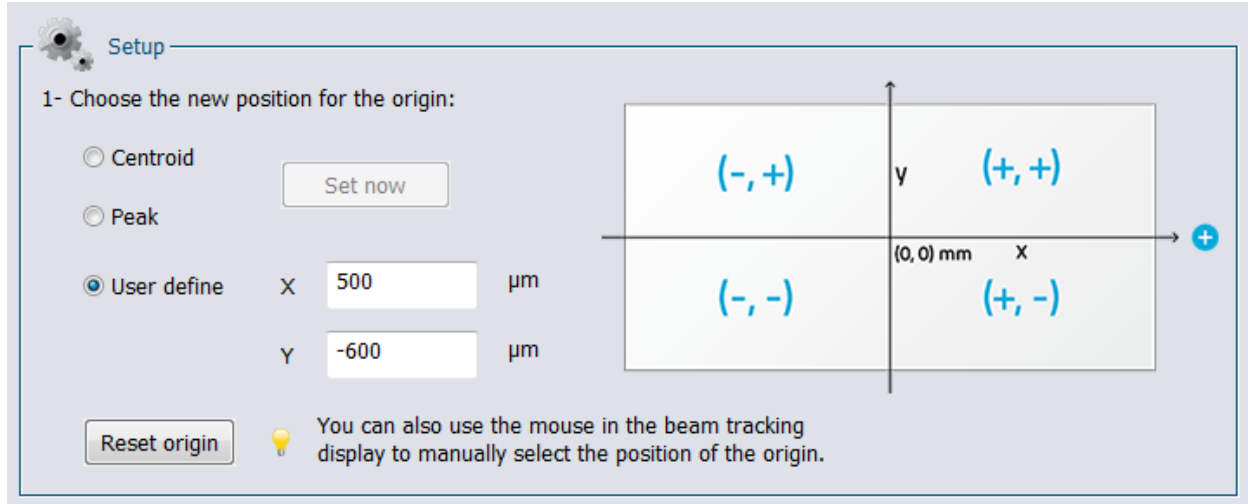 Setup
1- Choose the new position for the origin:
Centroid
Set now
Peak
User define X 500 µm
Y -600 µm
(-, +) y (+, +)
(0, 0) mm x
(-, -) (+, -)
+
Reset origin
You can also use the mouse in the beam tracking
display to manually select the position of the origin.